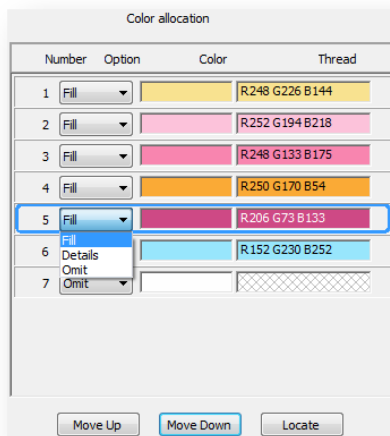 Color allocation
Number Option Color Thread
1 Fill R248 G226 B144
2 Fill R252 G194 B218
3 Fill R248 G133 B175
4 Fill R250 G170 B54
5 Fill R206 G73 B133
Fill
6 Details R152 G230 B252
Omit
7 Omit
Move Up Move Down Locate